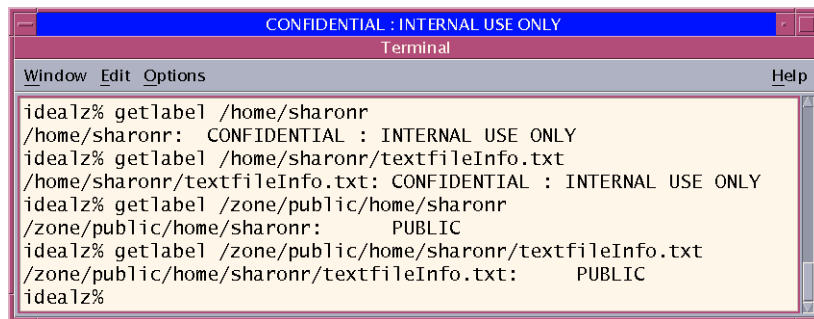 CONFIDENTIAL : INTERNAL USE ONLY
Terminal
Window Edit Options Help
idealz% getlabel /home/sharonr
/home/sharonr:  CONFIDENTIAL : INTERNAL USE ONLY
idealz% getlabel /home/sharonr/textfileInfo.txt
/home/sharonr/textfileInfo.txt: CONFIDENTIAL : INTERNAL USE ONLY
idealz% getlabel /zone/public/home/sharonr
/zone/public/home/sharonr:      PUBLIC
idealz% getlabel /zone/public/home/sharonr/textfileInfo.txt
/zone/public/home/sharonr/textfileInfo.txt:     PUBLIC
idealz%